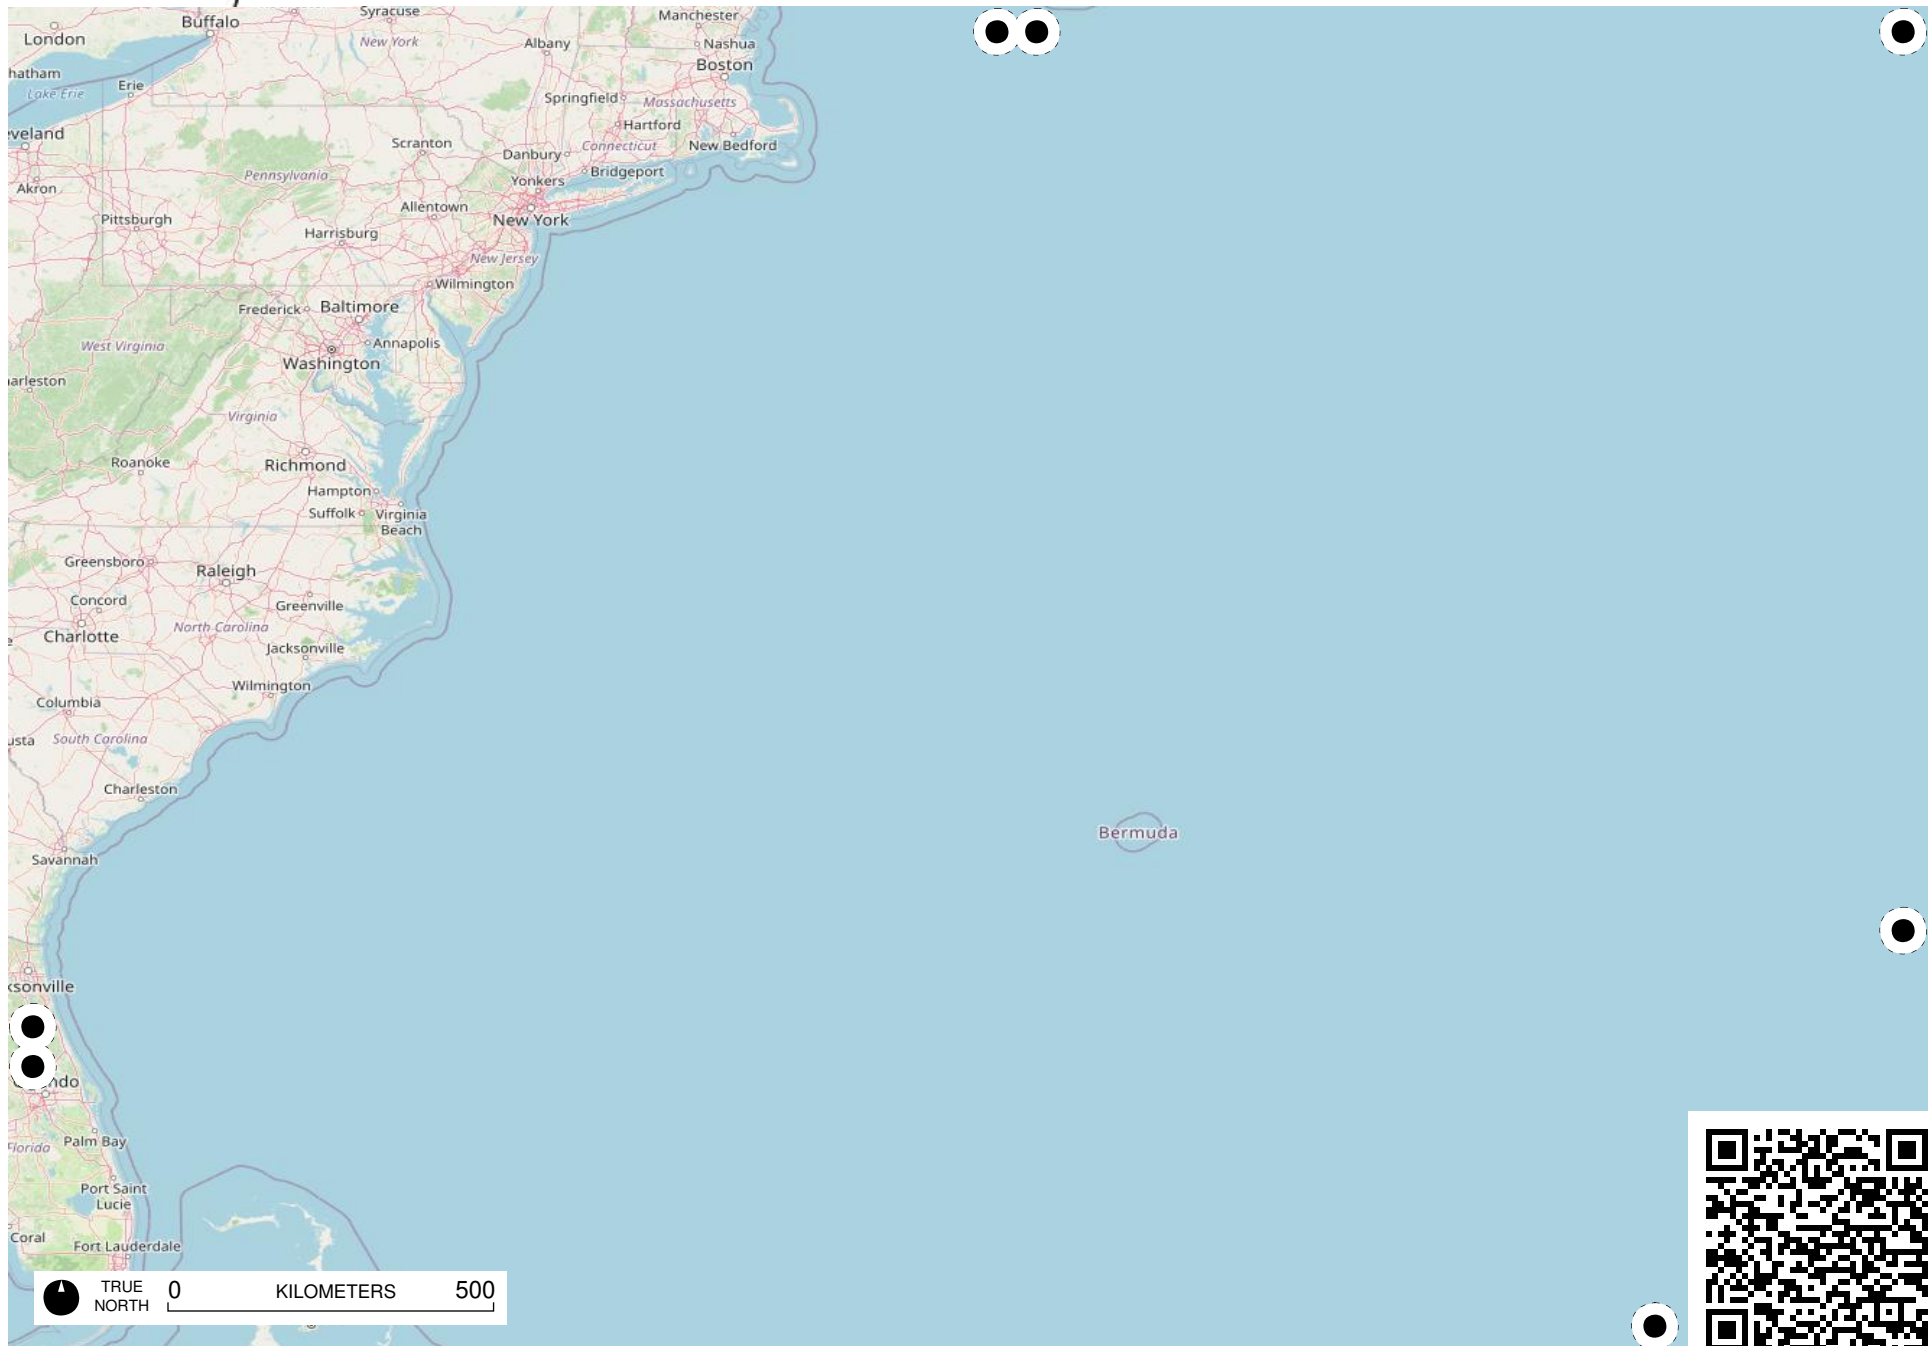 London
Buffalo
Syracuse
New York
Albany
Manchester
Nashua
Boston
hatham
Lake Erie
Erie
Springfield
Massachusetts
Hartford
eveland
Scranton
Danbury
Connecticut
New Bedford
Akron
Pennsylvania
Yonkers
Bridgeport
Allentown
Pittsburgh
New York
Harrisburg
New Jersey
Wilmington
Frederick
Baltimore
West Virginia
Annapolis
Washington
arleston
Virginia
Roanoke
Richmond
Hampton
Suffolk
Virginia
Beach
Greensboro
Raleigh
Concord
Greenville
Charlotte
North Carolina
Jacksonville
Wilmington
Columbia
usta
South Carolina
Charleston
Bermuda
Savannah
ksonville
ndo
Palm Bay
Florida
Port Saint
Lucie
Coral
Fort Lauderdale
TRUE
NORTH
0
KILOMETERS
500